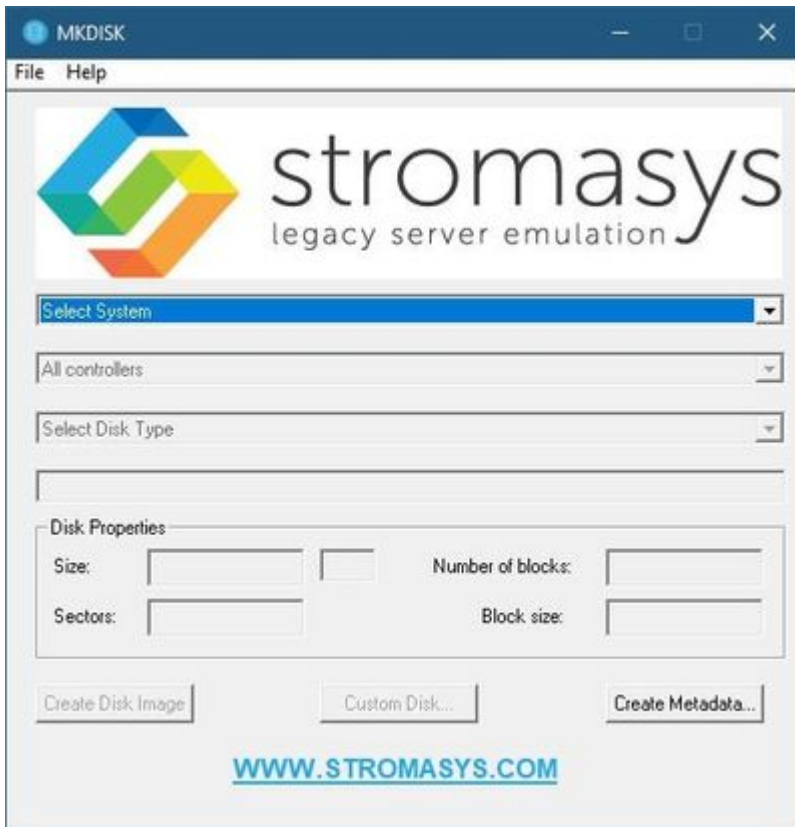 MKDISK
File Help
stromasys
legacy server emulation
Select System
All controllers
Select Disk Type
Disk Properties
Size: Number of blocks:
Sectors: Block size:
Create Disk Image Custom Disk... Create Metadata...
WWW.STROMASYS.COM